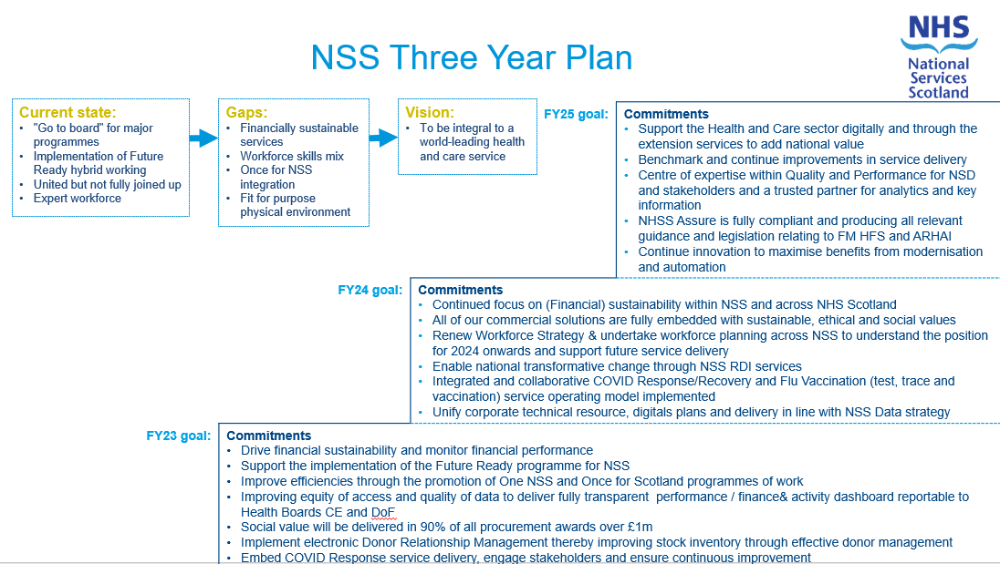 NSS Three Year Plan
NHS
National
Services
Scotland
Current state:
• "Go to board" for major
programmes
• Implementation of Future
Ready hybrid working
• United but not fully joined up
• Expert workforce
Gaps:
• Financially sustainable
services
• Workforce skills mix
• Once for NSS
integration
• Fit for purpose
physical environment
Vision:
• To be integral to a
world-leading health
and care service
FY25 goal:
Commitments
• Support the Health and Care sector digitally and through the
extension services to add national value
• Benchmark and continue improvements in service delivery
• Centre of expertise within Quality and Performance for NSD
and stakeholders and a trusted partner for analytics and key
information
• NHSS Assure is fully compliant and producing all relevant
guidance and legislation relating to FM HFS and ARHAI
• Continue innovation to maximise benefits from modernisation
and automation
FY24 goal:
Commitments
• Continued focus on (Financial) sustainability within NSS and across NHS Scotland
• All of our commercial solutions are fully embedded with sustainable, ethical and social values
• Renew Workforce Strategy & undertake workforce planning across NSS to understand the position
for 2024 onwards and support future service delivery
• Enable national transformative change through NSS RDI services
• Integrated and collaborative COVID Response/Recovery and Flu Vaccination (test, trace and
vaccination) service operating model implemented
• Unify corporate technical resource, digitals plans and delivery in line with NSS Data strategy
FY23 goal:
Commitments
• Drive financial sustainability and monitor financial performance
• Support the implementation of the Future Ready programme for NSS
• Improve efficiencies through the promotion of One NSS and Once for Scotland programmes of work
• Improving equity of access and quality of data to deliver fully transparent  performance / finance& activity dashboard reportable to
Health Boards CE and DoF
• Social value will be delivered in 90% of all procurement awards over £1m
• Implement electronic Donor Relationship Management thereby improving stock inventory through effective donor management
• Embed COVID Response service delivery, engage stakeholders and ensure continuous improvement